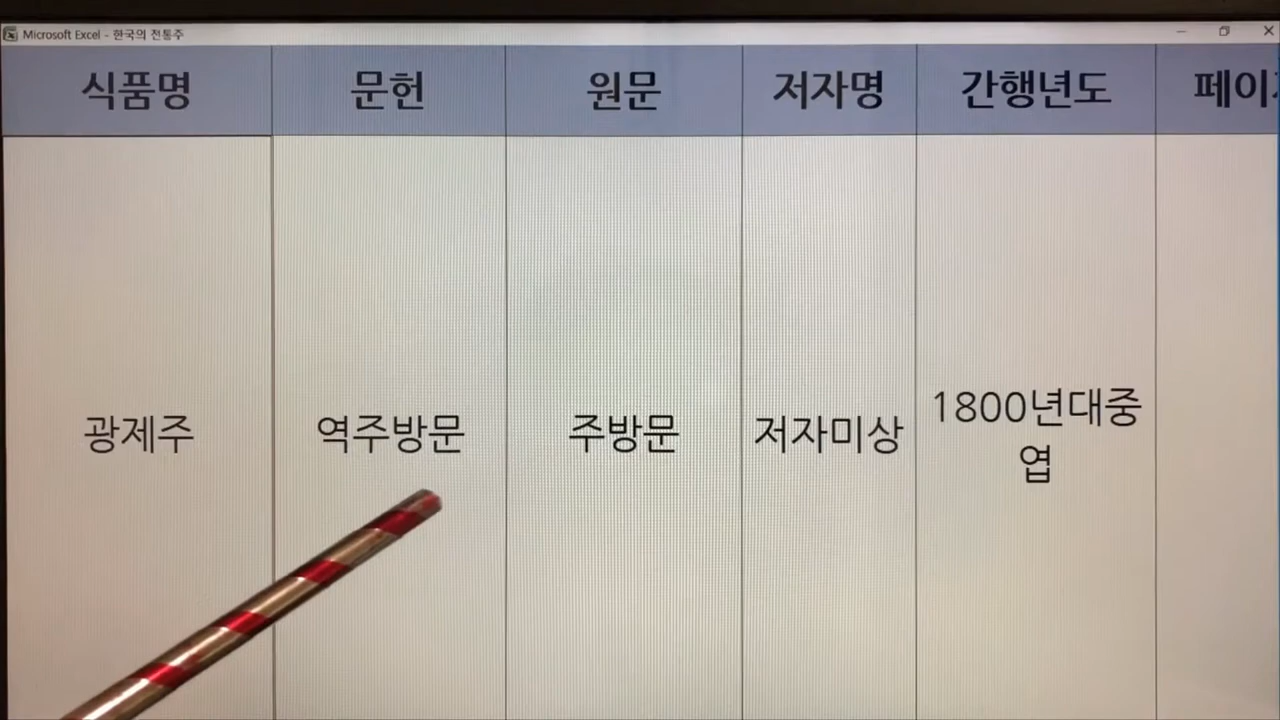 Microsoft Excel - 한국의 전통주
식품명 문헌 원문 저자명 간행년도 페이
광제주 역주방문 주방문 저자미상 1800년대중
엽